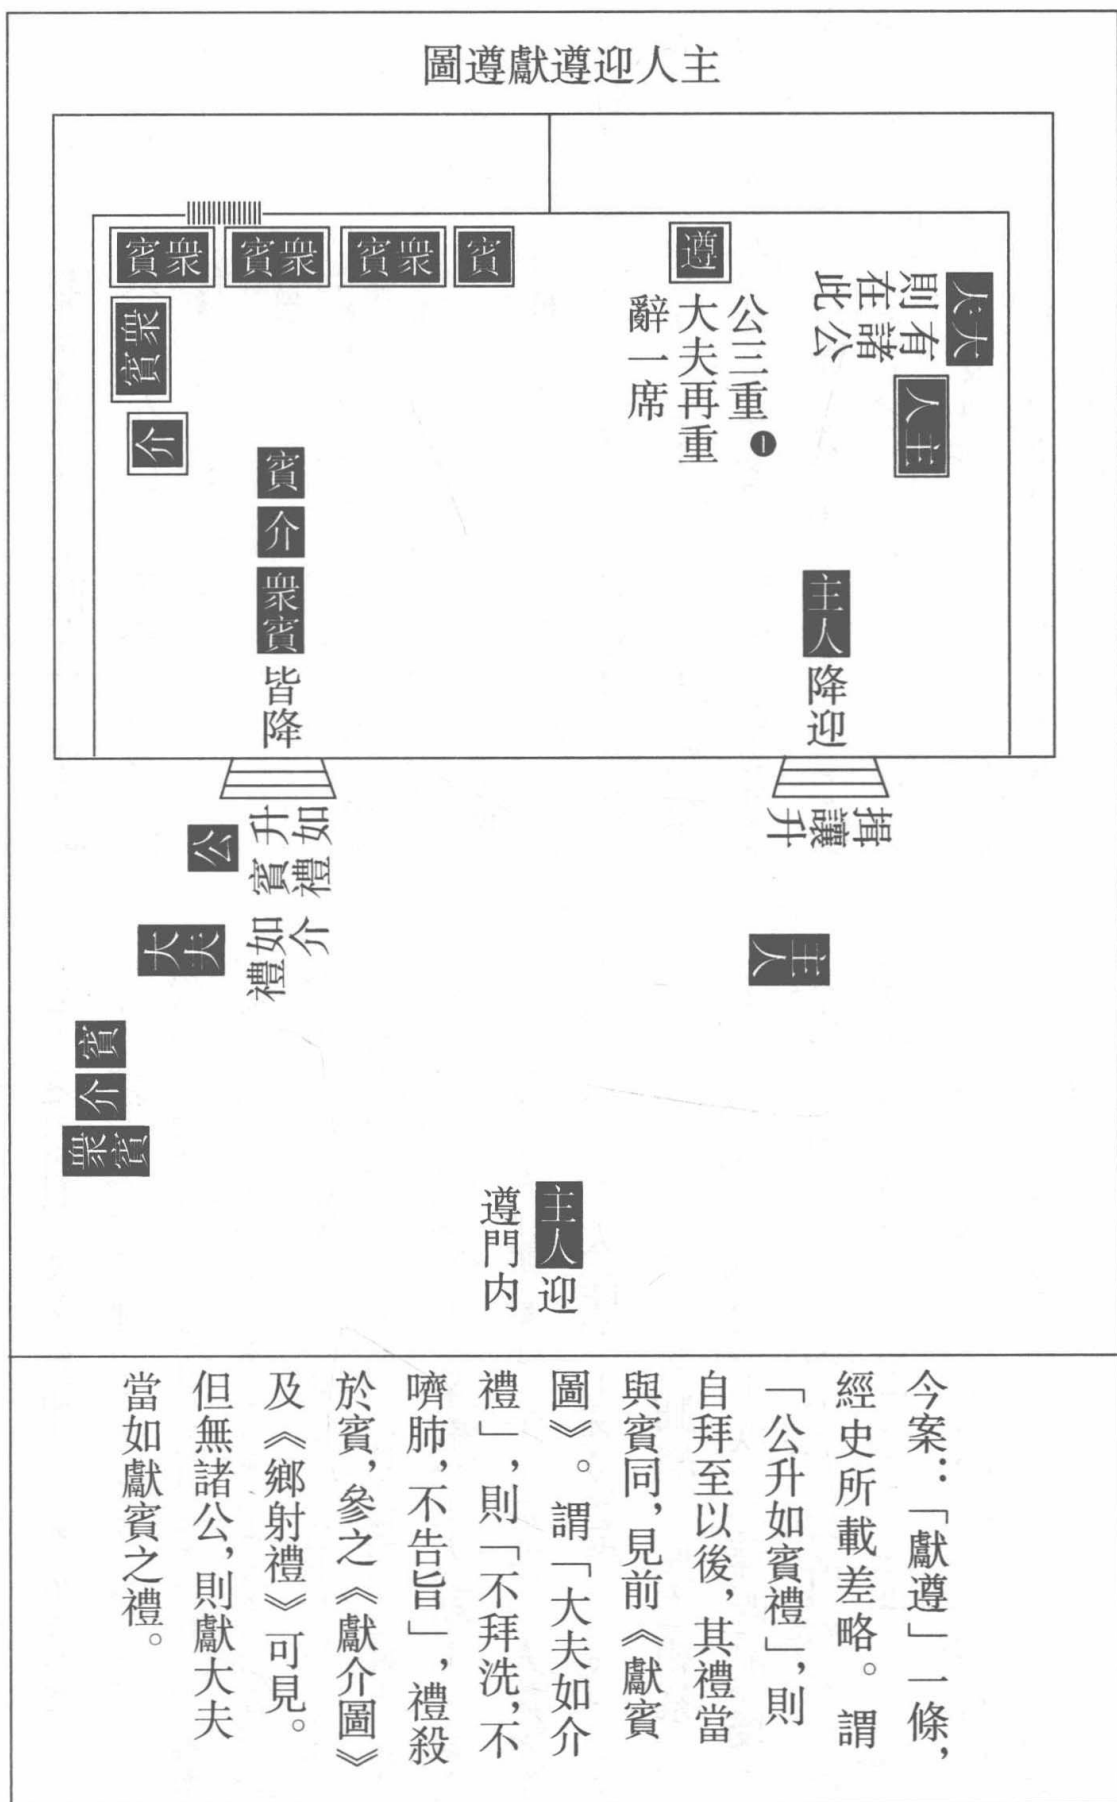 主人迎遵獻遵圖
賓
衆賓
衆賓
衆賓
衆賓
介
遵
公三重❶
大夫再重
辭一席
大夫
有諸公
則在此
主人
賓介衆賓皆降
主人降迎
揖讓升
公
升如賓禮
大夫
如介禮
主人
賓
介
衆賓
主人迎
遵門内
今案：「獻遵」一條，
經史所載差略。謂
「公升如賓禮」，則
自拜至以後，其禮當
與賓同，見前《獻賓
圖》。謂「大夫如介
禮」，則「不拜洗，不
嚌肺，不告旨」，禮殺
於賓，參之《獻介圖》
及《鄉射禮》可見。
但無諸公，則獻大夫
當如獻賓之禮。